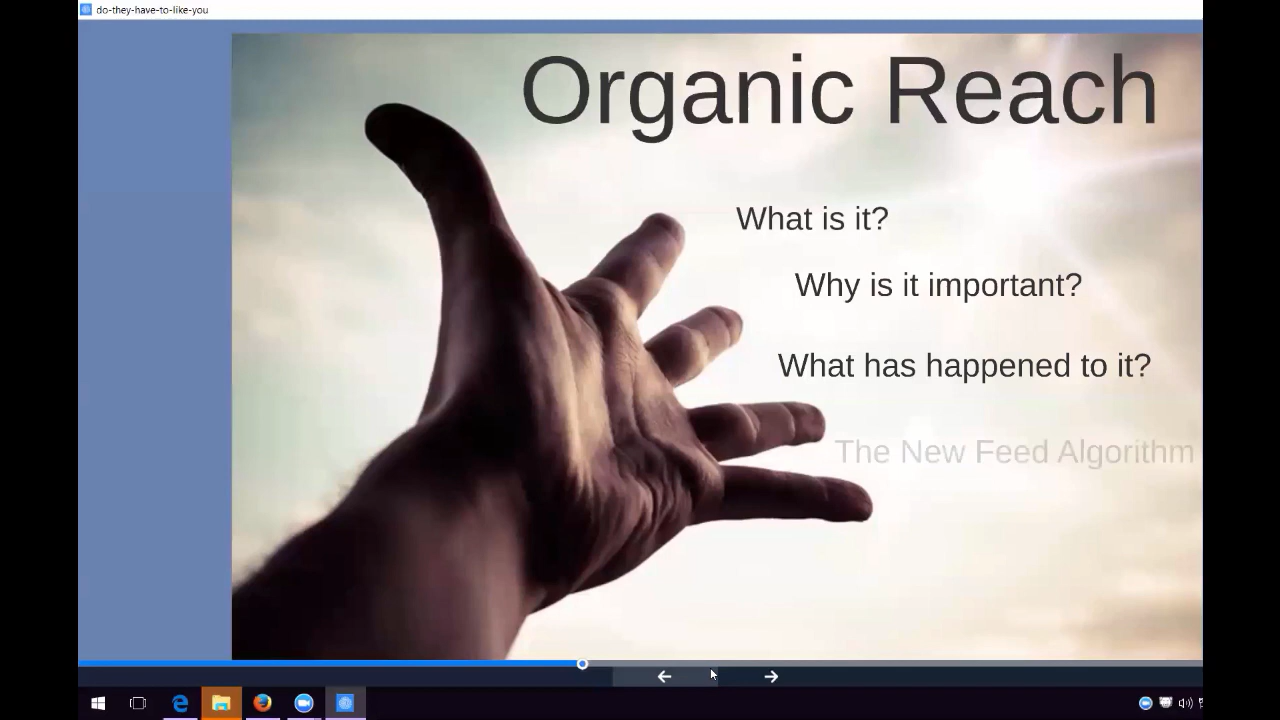 do-they-have-to-like-you
Organic Reach
What is it?
Why is it important?
What has happened to it?
The New Feed Algorithm